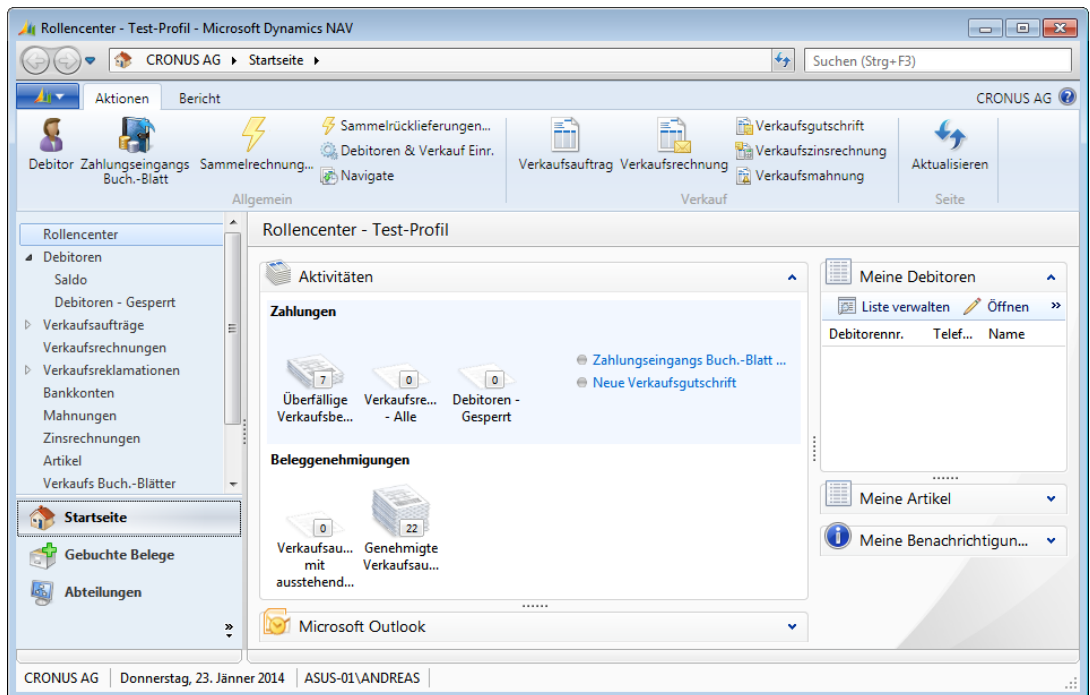 Rollencenter - Test-Profil - Microsoft Dynamics NAV
CRONUS AG ▸ Startseite ▸
Suchen (Strg+F3)
Aktionen Bericht
CRONUS AG
Debitor
Zahlungseingangs
Buch.-Blatt
Sammelrechnung...
Sammelrücklieferungen...
Debitoren & Verkauf Einr.
Navigate
Allgemein
Verkaufsauftrag
Verkaufsrechnung
Verkaufsgutschrift
Verkaufszinsrechnung
Verkaufsmahnung
Verkauf
Aktualisieren
Seite
Rollencenter
Debitoren
Saldo
Debitoren - Gesperrt
Verkaufsaufträge
Verkaufsrechnungen
Verkaufsreklamationen
Bankkonten
Mahnungen
Zinsrechnungen
Artikel
Verkaufs Buch.-Blätter
Startseite
Gebuchte Belege
Abteilungen
Rollencenter - Test-Profil
Aktivitäten
Zahlungen
7
Überfällige
Verkaufsbe...
0
Verkaufsre...
- Alle
0
Debitoren -
Gesperrt
Zahlungseingangs Buch.-Blatt ...
Neue Verkaufsgutschrift
Beleggenehmigungen
0
Verkaufsau...
mit
ausstehend...
22
Genehmigte
Verkaufsau...
Microsoft Outlook
Meine Debitoren
Liste verwalten Öffnen »
Debitorennr. Telef... Name
Meine Artikel
Meine Benachrichtigun...
CRONUS AG Donnerstag, 23. Jänner 2014 ASUS-01\ANDREAS